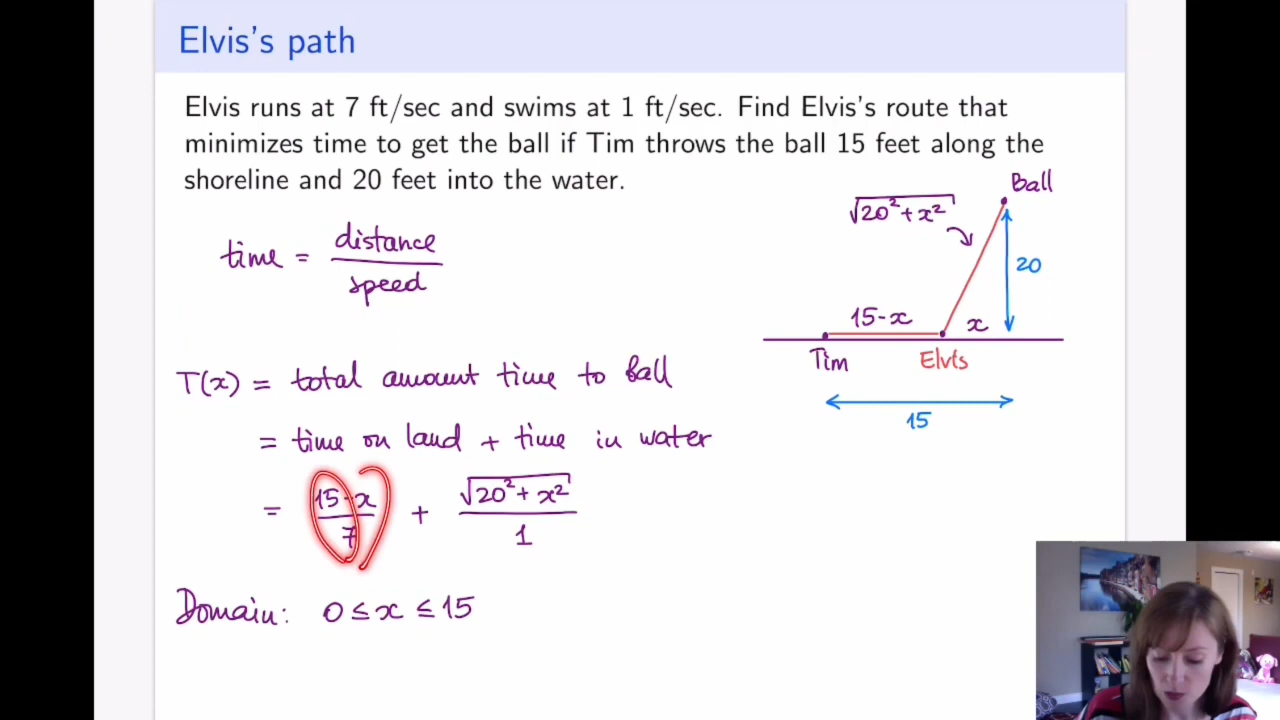 Elvis's path
Elvis runs at 7 ft/sec and swims at 1 ft/sec. Find Elvis's route that
minimizes time to get the ball if Tim throws the ball 15 feet along the
shoreline and 20 feet into the water.
time = distance / speed
T(x) = total amount time to ball
= time on land + time in water
= (15-x)/7 + √(20²+x²)/1
Domain: 0 ≤ x ≤ 15
Ball
√(20²+x²)
20
15-x
x
Tim
Elvis
15